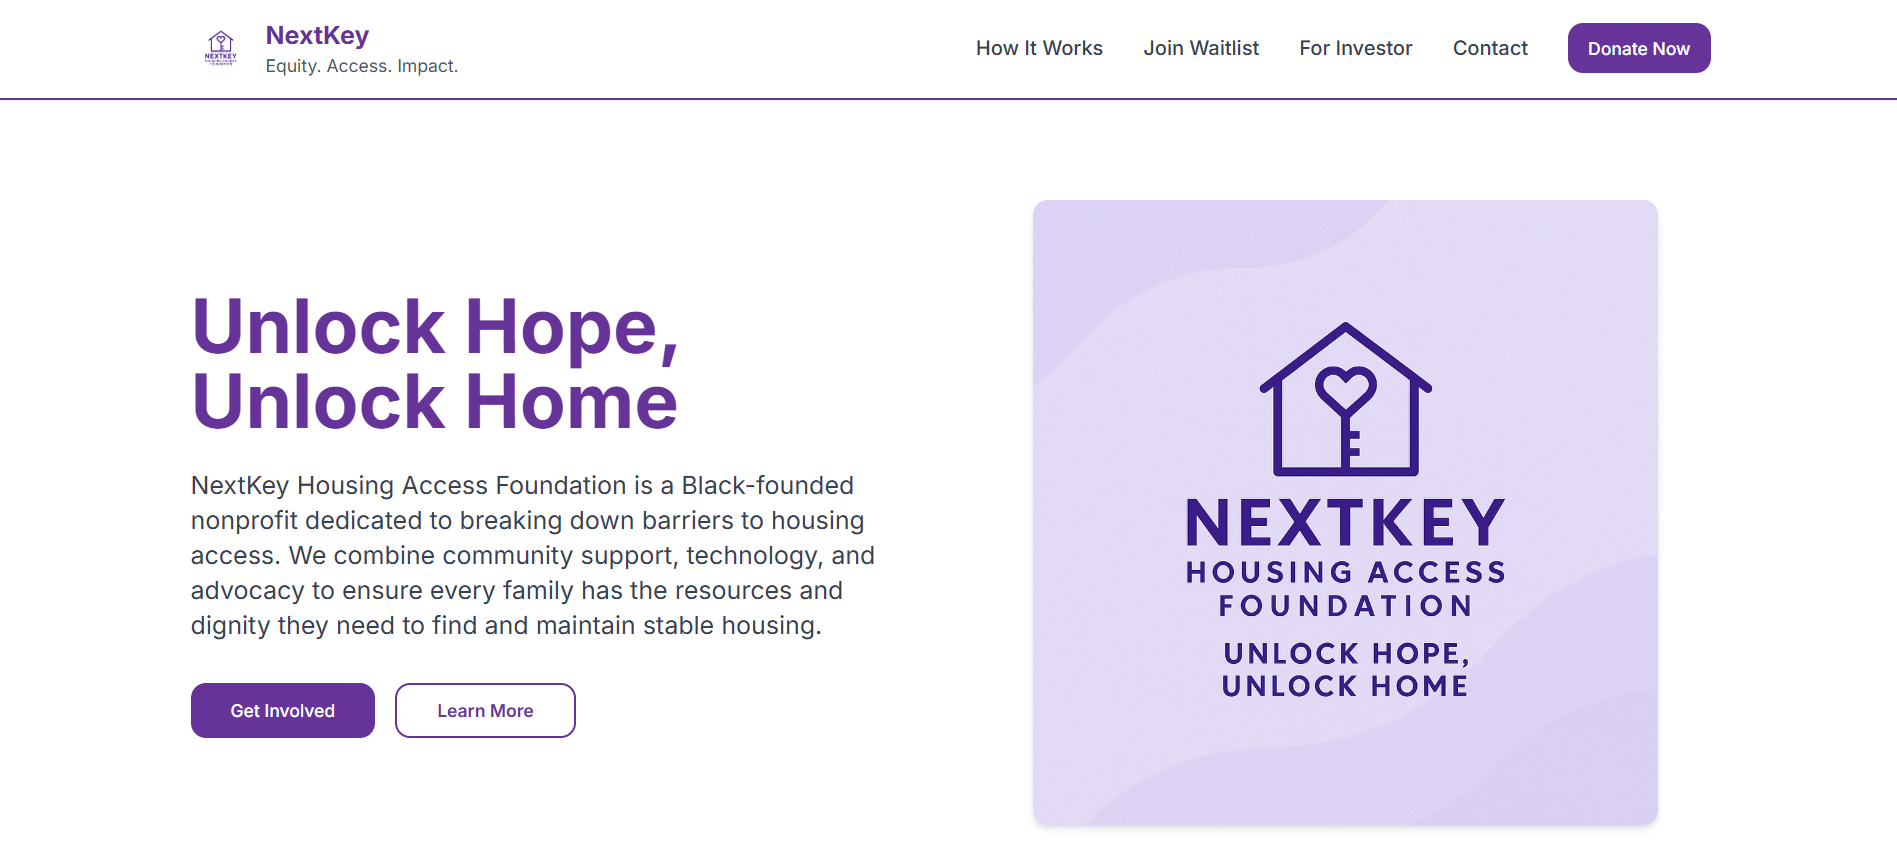 NextKey
Equity. Access. Impact.
How It Works
Join Waitlist
For Investor
Contact
Donate Now
Unlock Hope,
Unlock Home
NextKey Housing Access Foundation is a Black-founded
nonprofit dedicated to breaking down barriers to housing
access. We combine community support, technology, and
advocacy to ensure every family has the resources and
dignity they need to find and maintain stable housing.
Get Involved
Learn More
NEXTKEY
HOUSING ACCESS
FOUNDATION
UNLOCK HOPE,
UNLOCK HOME